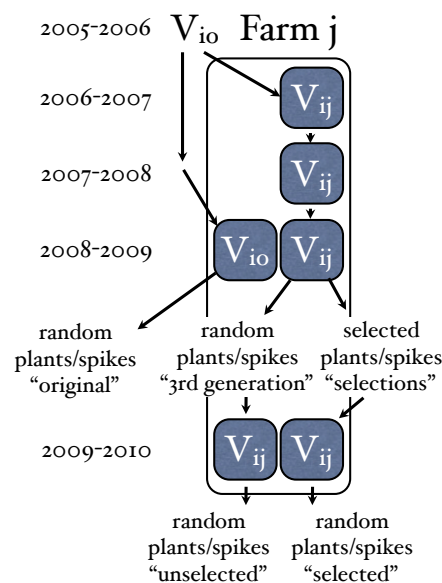 2005-2006 Vio Farm j
2006-2007 Vij
2007-2008 Vij
2008-2009 Vio Vij
random random selected
plants/spikes plants/spikes plants/spikes
“original” “3rd generation” “selections”
2009-2010 Vij Vij
random random
plants/spikes plants/spikes
“unselected” “selected”